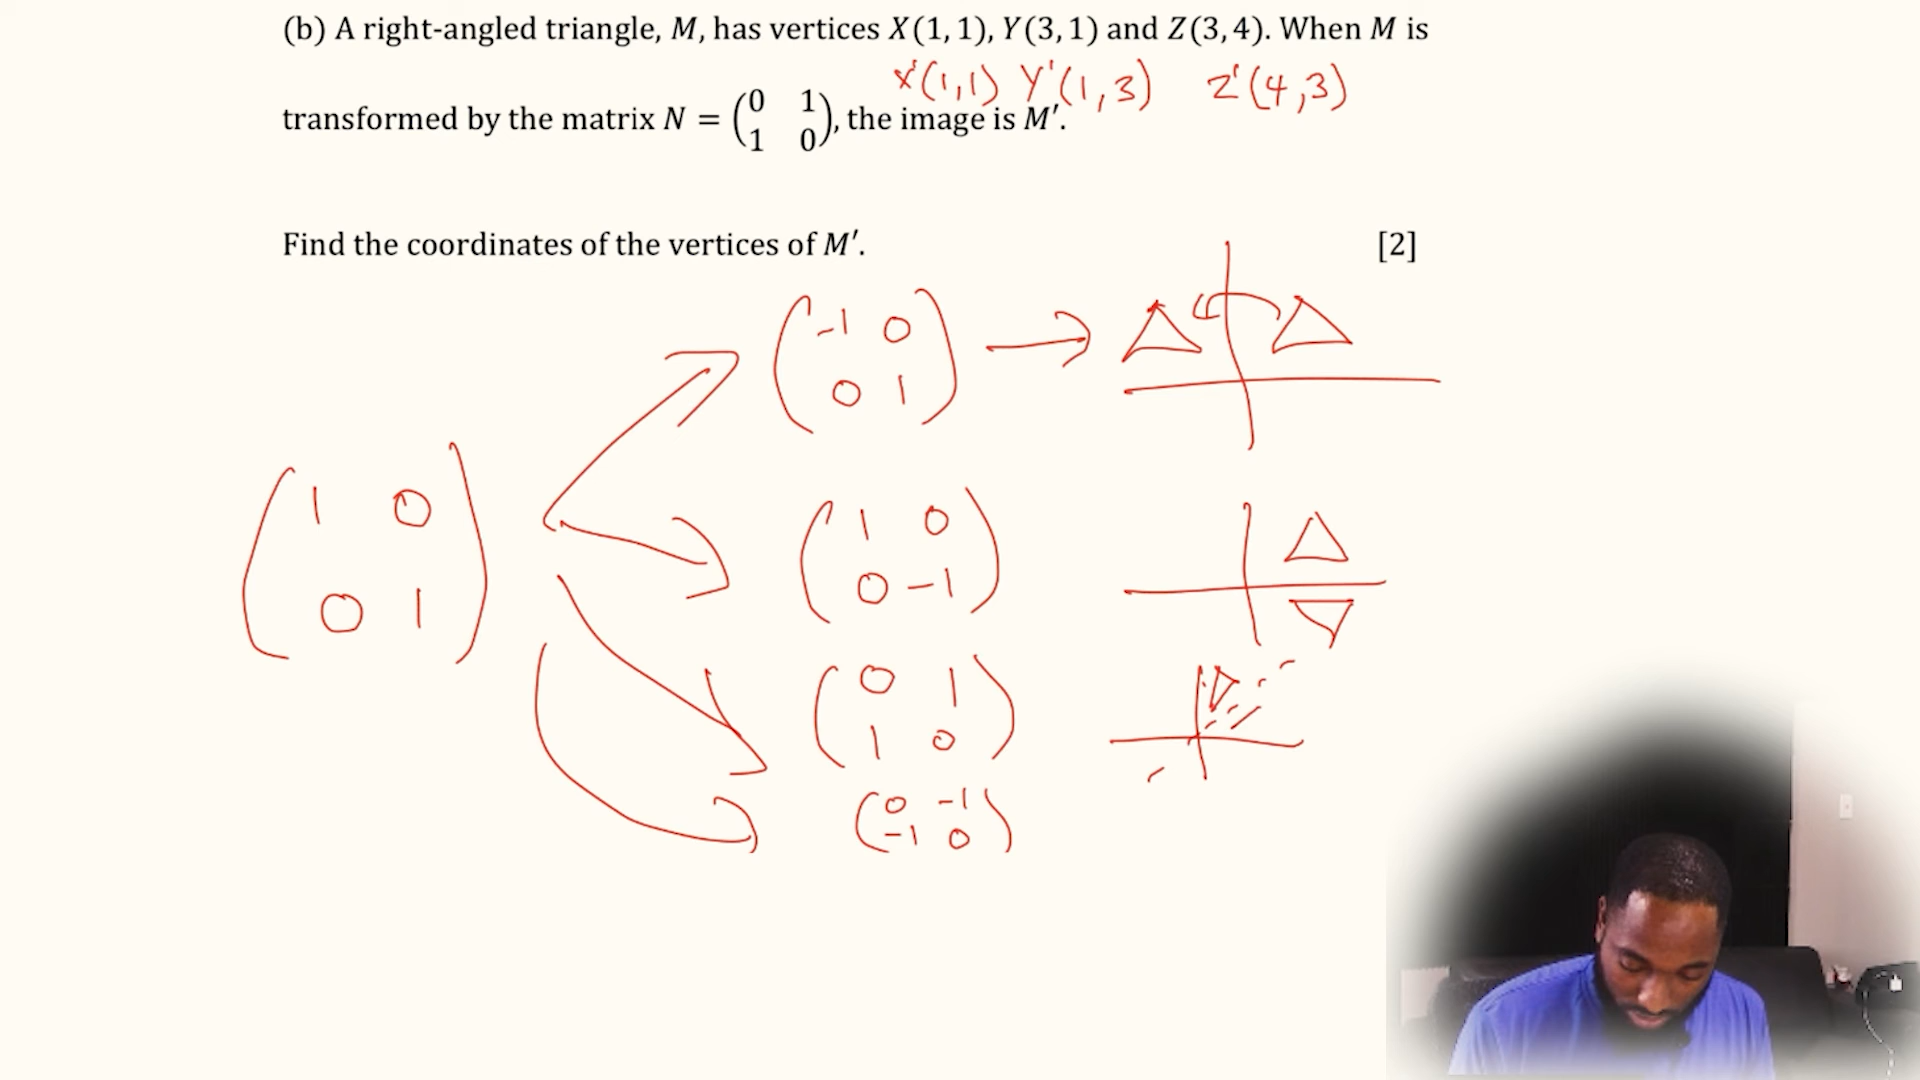 (b) A right-angled triangle, M, has vertices X(1, 1), Y(3, 1) and Z(3, 4). When M is
X'(1,1) Y'(1,3) Z'(4,3)
transformed by the matrix N = (0 1
1 0), the image is M′.
Find the coordinates of the vertices of M′. [2]
(-1 0
0 1)
(1 0
0 1)
(1 0
0 -1)
(0 1
1 0)
(0 -1
-1 0)